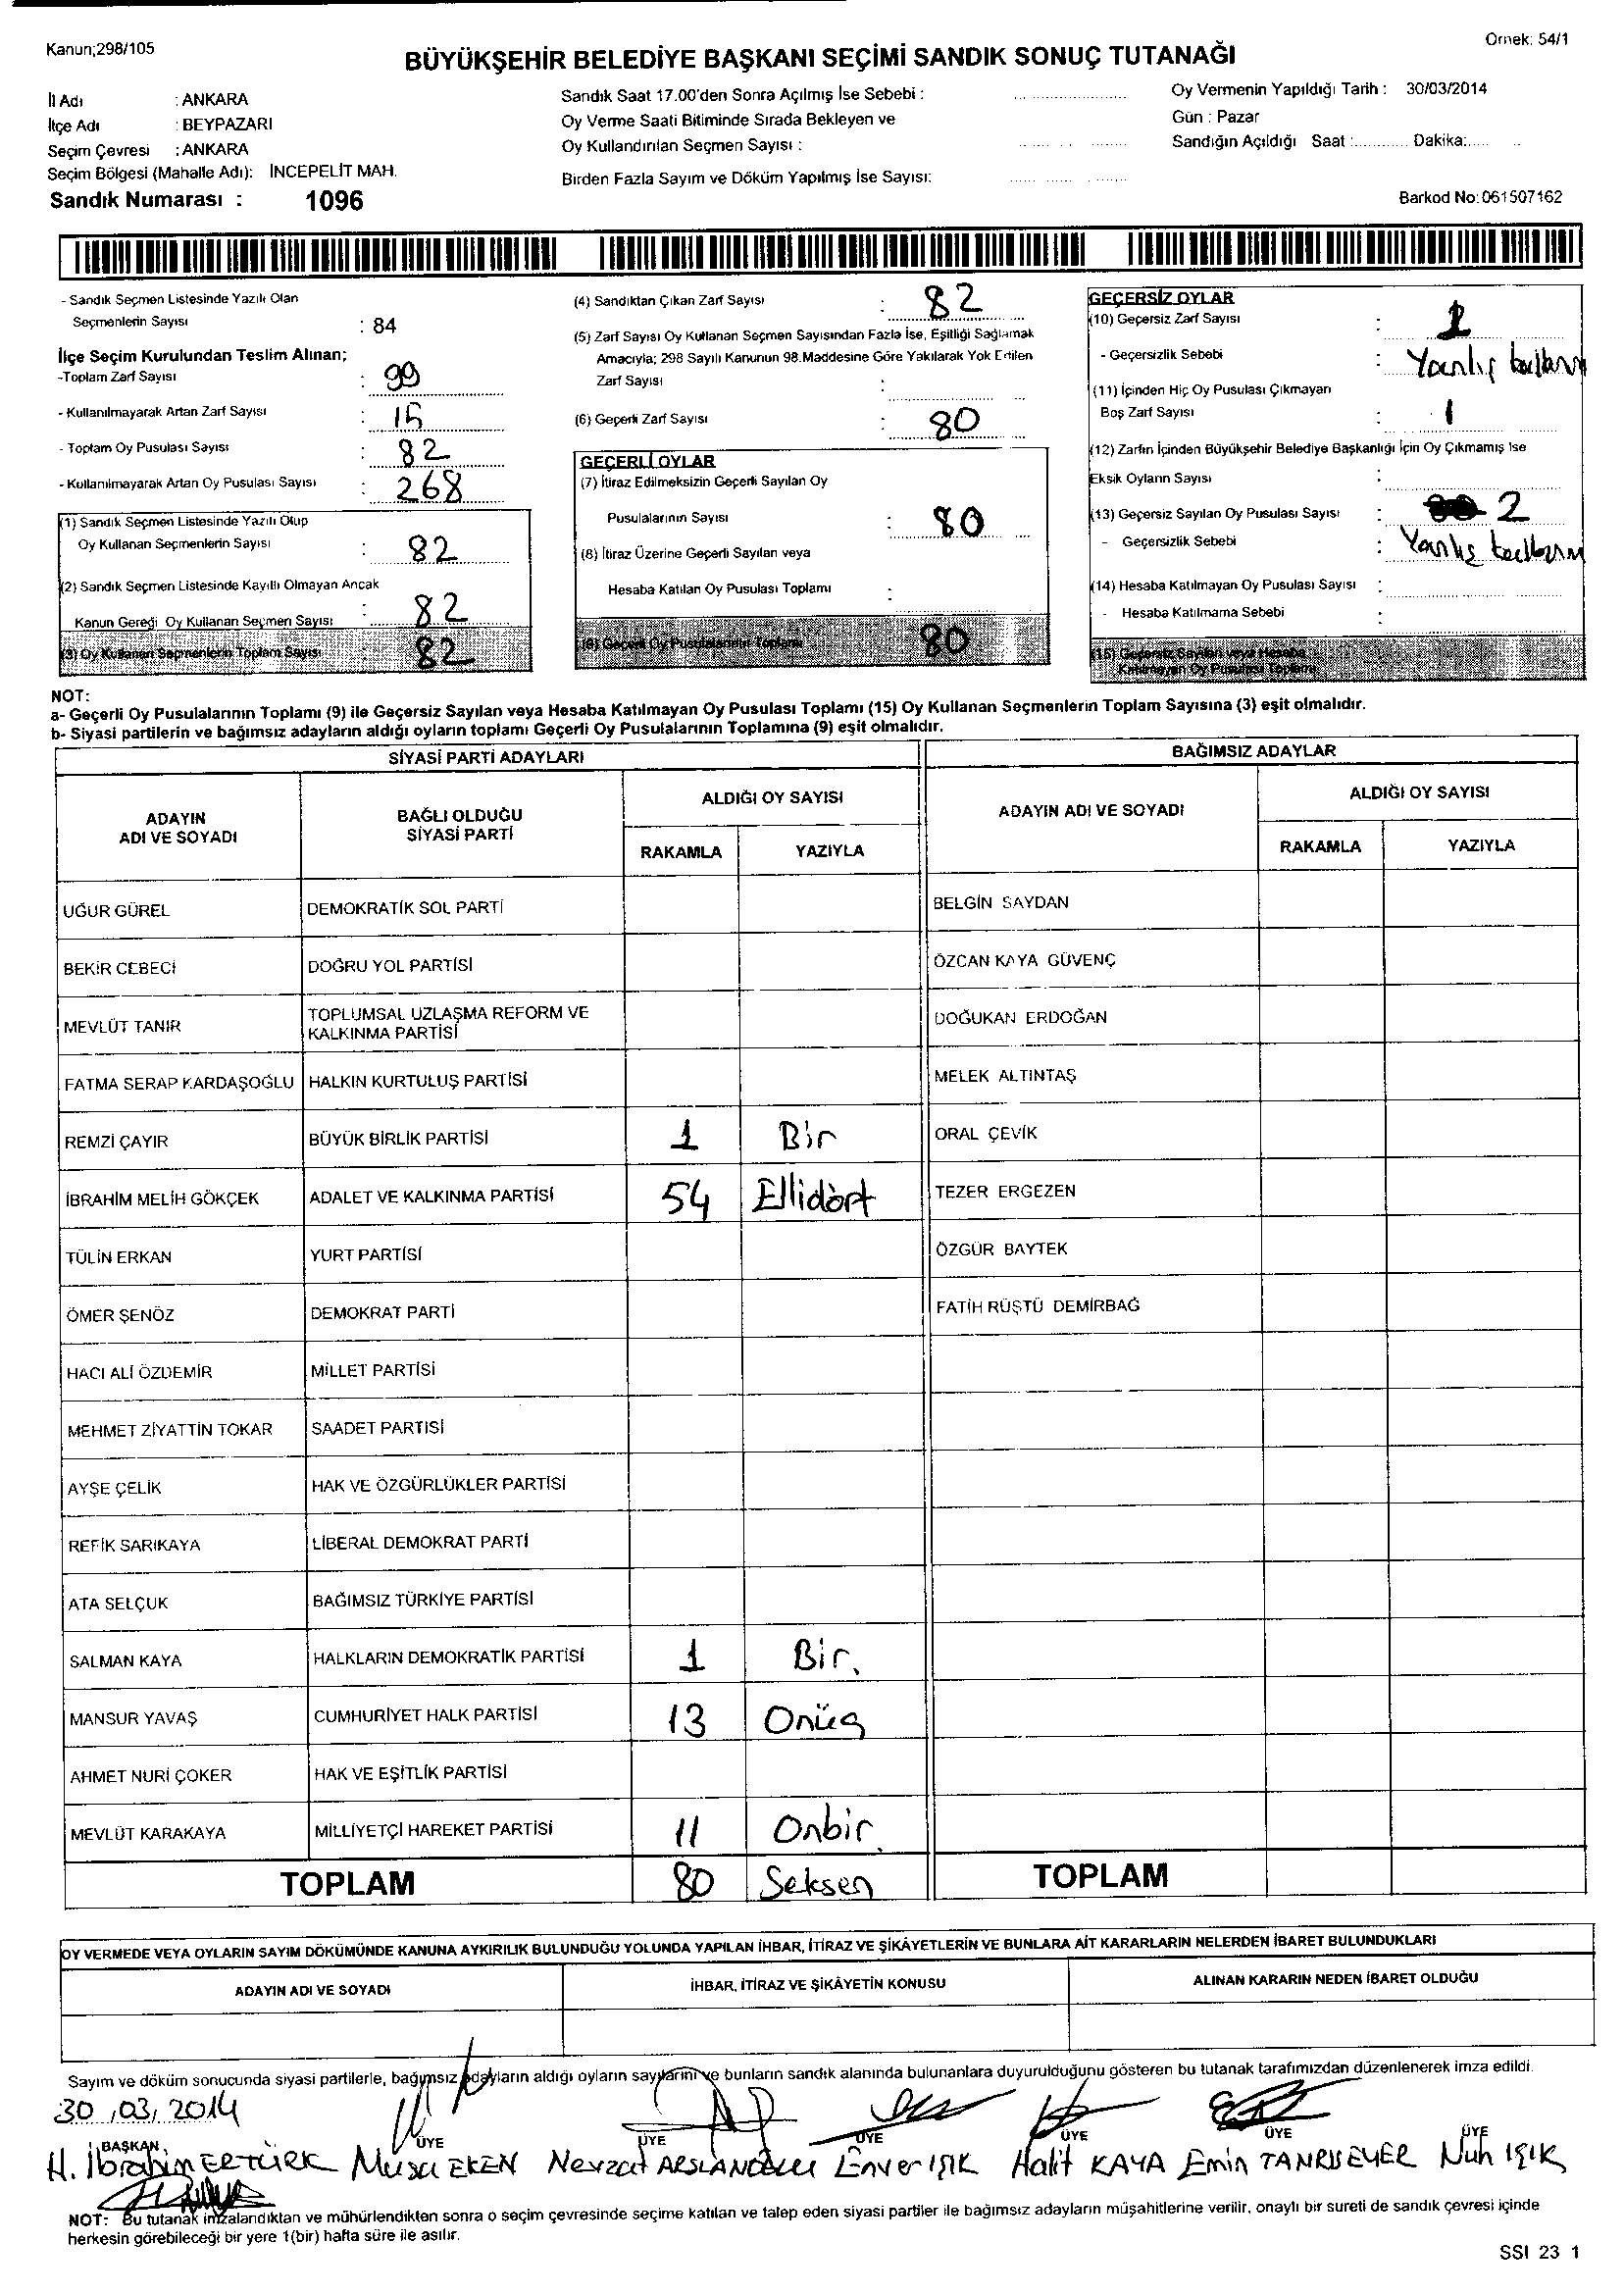 Kanun;298/105
Ornek: 54/1
BÜYÜKŞEHİR BELEDİYE BAŞKANI SEÇİMİ SANDIK SONUÇ TUTANAĞI
İl Adı : ANKARA
İlçe Adı : BEYPAZARI
Seçim Çevresi : ANKARA
Seçim Bölgesi (Mahalle Adı): İNCEPELİT MAH.
Sandık Numarası : 1096
Sandık Saat 17.00'den Sonra Açılmış İse Sebebi :
Oy Verme Saati Bitiminde Sırada Bekleyen ve
Oy Kullandırılan Seçmen Sayısı :
Birden Fazla Sayım ve Döküm Yapılmış İse Sayısı:
Oy Vermenin Yapıldığı Tarih : 30/03/2014
Gün : Pazar
Sandığın Açıldığı Saat :............ Dakika:.....
Barkod No:061507162
- Sandık Seçmen Listesinde Yazılı Olan
Seçmenlerin Sayısı : 84
İlçe Seçim Kurulundan Teslim Alınan;
-Toplam Zarf Sayısı : 99
- Kullanılmayarak Artan Zarf Sayısı : 15
- Toplam Oy Pusulası Sayısı : 82
- Kullanılmayarak Artan Oy Pusulası Sayısı : 268
(1) Sandık Seçmen Listesinde Yazılı Olup
Oy Kullanan Seçmenlerin Sayısı : 82
(2) Sandık Seçmen Listesinde Kayıtlı Olmayan Ancak
Kanun Gereği Oy Kullanan Seçmen Sayısı : 82
(3) Oy Kullanan Seçmenlerin Toplam Sayısı 82
(4) Sandıktan Çıkan Zarf Sayısı : 82
(5) Zarf Sayısı Oy Kullanan Seçmen Sayısından Fazla İse, Eşitliği Sağlamak
Amacıyla; 298 Sayılı Kanunun 98.Maddesine Göre Yakılarak Yok Edilen
Zarf Sayısı :
(6) Geçerli Zarf Sayısı : 80
GEÇERLİ OYLAR
(7) İtiraz Edilmeksizin Geçerli Sayılan Oy
Pusulalarının Sayısı : 80
(8) İtiraz Üzerine Geçerli Sayılan veya
Hesaba Katılan Oy Pusulası Toplamı :
(9) Geçerli Oy Pusulalarının Toplamı 80
GEÇERSİZ OYLAR
(10) Geçersiz Zarf Sayısı : 1
- Geçersizlik Sebebi : Yanlış
(11) İçinden Hiç Oy Pusulası Çıkmayan
Boş Zarf Sayısı : 1
(12) Zarfın İçinden Büyükşehir Belediye Başkanlığı İçin Oy Çıkmamış İse
Eksik Oyların Sayısı :
(13) Geçersiz Sayılan Oy Pusulası Sayısı : 2
- Geçersizlik Sebebi : Yanlış
(14) Hesaba Katılmayan Oy Pusulası Sayısı :
- Hesaba Katılmama Sebebi :
(15) Geçersiz Sayılan veya Hesaba
Katılmayan Oy Pusulası Toplamı
NOT:
a- Geçerli Oy Pusulalarının Toplamı (9) ile Geçersiz Sayılan veya Hesaba Katılmayan Oy Pusulası Toplamı (15) Oy Kullanan Seçmenlerin Toplam Sayısına (3) eşit olmalıdır.
b- Siyasi partilerin ve bağımsız adayların aldığı oyların toplamı Geçerli Oy Pusulalarının Toplamına (9) eşit olmalıdır.
SİYASİ PARTİ ADAYLARI
ADAYIN
ADI VE SOYADI
BAĞLI OLDUĞU
SİYASİ PARTİ
ALDIĞI OY SAYISI
RAKAMLA YAZIYLA
UĞUR GÜREL DEMOKRATİK SOL PARTİ
BEKİR CEBECİ DOĞRU YOL PARTİSİ
MEVLÜT TANIR TOPLUMSAL UZLAŞMA REFORM VE
KALKINMA PARTİSİ
FATMA SERAP KARDAŞOĞLU HALKIN KURTULUŞ PARTİSİ
REMZİ ÇAYIR BÜYÜK BİRLİK PARTİSİ 1 Bir
İBRAHİM MELİH GÖKÇEK ADALET VE KALKINMA PARTİSİ 54 Ellidört
TÜLİN ERKAN YURT PARTİSİ
ÖMER ŞENÖZ DEMOKRAT PARTİ
HACI ALİ ÖZDEMİR MİLLET PARTİSİ
MEHMET ZİYATTİN TOKAR SAADET PARTİSİ
AYŞE ÇELİK HAK VE ÖZGÜRLÜKLER PARTİSİ
REFİK SARIKAYA LİBERAL DEMOKRAT PARTİ
ATA SELÇUK BAĞIMSIZ TÜRKİYE PARTİSİ
SALMAN KAYA HALKLARIN DEMOKRATİK PARTİSİ 1 Bir.
MANSUR YAVAŞ CUMHURİYET HALK PARTİSİ 13 Onüç
AHMET NURİ ÇOKER HAK VE EŞİTLİK PARTİSİ
MEVLÜT KARAKAYA MİLLİYETÇİ HAREKET PARTİSİ 11 Onbir
TOPLAM 80 Seksen
BAĞIMSIZ ADAYLAR
ADAYIN ADI VE SOYADI
ALDIĞI OY SAYISI
RAKAMLA YAZIYLA
BELGİN SAYDAN
ÖZCAN KAYA GÜVENÇ
DOĞUKAN ERDOĞAN
MELEK ALTINTAŞ
ORAL ÇEVİK
TEZER ERGEZEN
ÖZGÜR BAYTEK
FATİH RÜŞTÜ DEMİRBAĞ
TOPLAM
OY VERMEDE VEYA OYLARIN SAYIM DÖKÜMÜNDE KANUNA AYKIRILIK BULUNDUĞU YOLUNDA YAPILAN İHBAR, İTİRAZ VE ŞİKÂYETLERİN VE BUNLARA AİT KARARLARIN NELERDEN İBARET BULUNDUKLARI
ADAYIN ADI VE SOYADI İHBAR, İTİRAZ VE ŞİKÂYETİN KONUSU ALINAN KARARIN NEDEN İBARET OLDUĞU
Sayım ve döküm sonucunda siyasi partilerle, bağımsız adayların aldığı oyların sayılarını ve bunların sandık alanında bulunanlara duyurulduğunu gösteren bu tutanak tarafımızdan düzenlenerek imza edildi.
30.03.2014
BAŞKAN ÜYE ÜYE ÜYE ÜYE ÜYE ÜYE
H. İbrahim ERTÜRK Musa EKEN Nevzat ARSLANOĞLU Enver IŞIK Halit KAYA Emin TANRISEVER Nuh IŞIK
NOT: Bu tutanak imzalandıktan ve mühürlendikten sonra o seçim çevresinde seçime katılan ve talep eden siyasi partiler ile bağımsız adayların müşahitlerine verilir, onaylı bir sureti de sandık çevresi içinde
herkesin görebileceği bir yere 1(bir) hafta süre ile asılır.
SSI 23 1